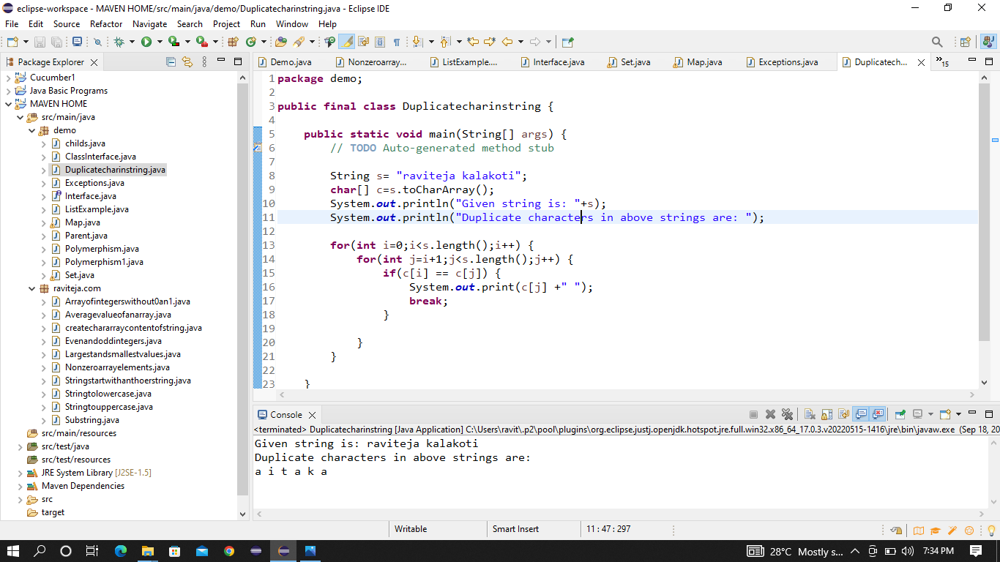 eclipse-workspace - MAVEN HOME/src/main/java/demo/Duplicatecharinstring.java - Eclipse IDE
File Edit Source Refactor Navigate Search Project Run Window Help
Package Explorer
Cucumber1
Java Basic Programs
MAVEN HOME
src/main/java
demo
childs.java
ClassInterface.java
Duplicatecharinstring.java
Exceptions.java
Interface.java
ListExample.java
Map.java
Parent.java
Polymerphism.java
Polymerphism1.java
Set.java
raviteja.com
Arrayofintegerswithout0an1.java
Averagevalueofanarray.java
createchararraycontentofstring.java
Evenandoddintegers.java
Largestandsmallestvalues.java
Nonzeroarrayelements.java
Stringstartwithanthoerstring.java
Stringtolowercase.java
Stringtouppercase.java
Substring.java
src/main/resources
src/test/java
src/test/resources
JRE System Library [J2SE-1.5]
Maven Dependencies
src
target
Demo.java Nonzeroarray... ListExample.... Interface.java Set.java Map.java Exceptions.java Duplicatech... 15
1 package demo;
2
3 public final class Duplicatecharinstring {
4
5 public static void main(String[] args) {
6 // TODO Auto-generated method stub
7
8 String s= "raviteja kalakoti";
9 char[] c=s.toCharArray();
10 System.out.println("Given string is: "+s);
11 System.out.println("Duplicate characters in above strings are: ");
12
13 for(int i=0;i<s.length();i++) {
14 for(int j=i+1;j<s.length();j++) {
15 if(c[i] == c[j]) {
16 System.out.print(c[j] +" ");
17 break;
18 }
19
20 }
21 }
22
23 }
Console
<terminated> Duplicatecharinstring [Java Application] C:\Users\ravit\.p2\pool\plugins\org.eclipse.justj.openjdk.hotspot.jre.full.win32.x86_64_17.0.3.v20220515-1416\jre\bin\javaw.exe (Sep 18, 20
Given string is: raviteja kalakoti
Duplicate characters in above strings are:
a i t a k a
Writable Smart Insert 11 : 47 : 297
28°C Mostly s... 7:34 PM